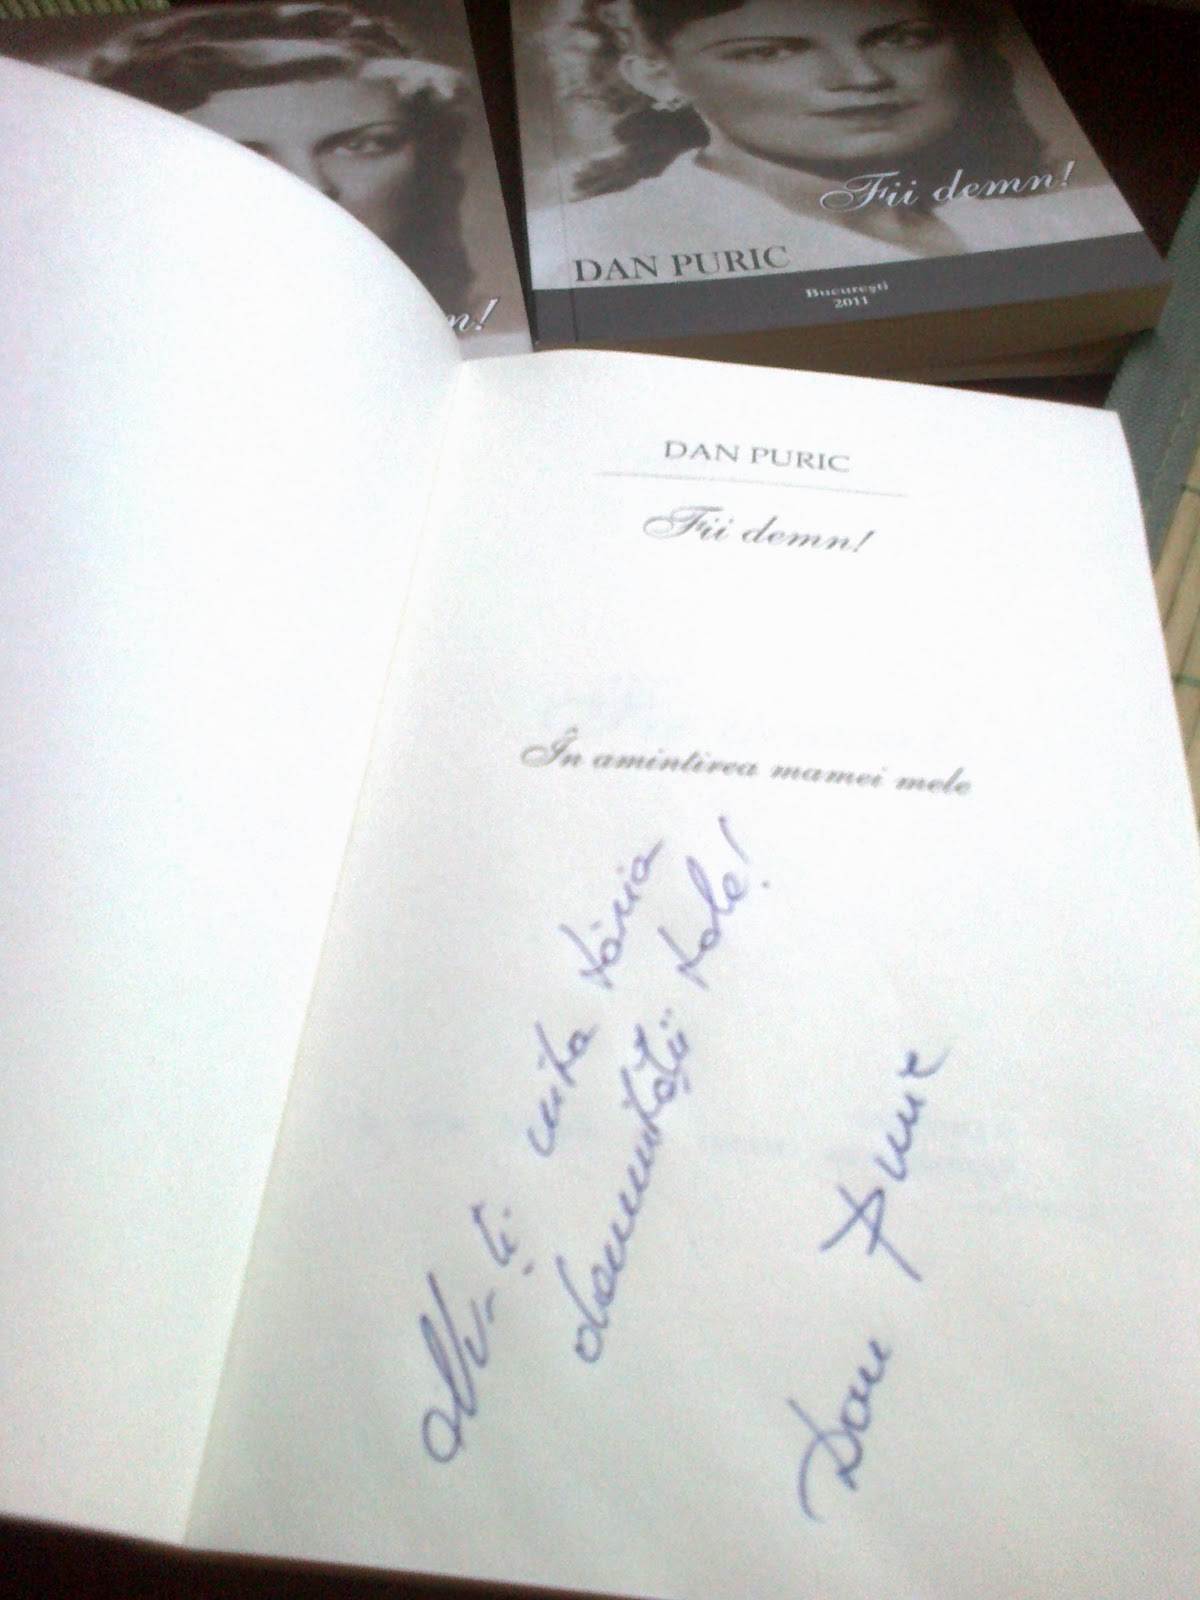 n!
Fii demn!
DAN PURIC
Bucureşti
2011
DAN PURIC
Fii demn!
În amintirea mamei mele
Nu-ţi uita tăria
demnităţii tale!
Dan Puric